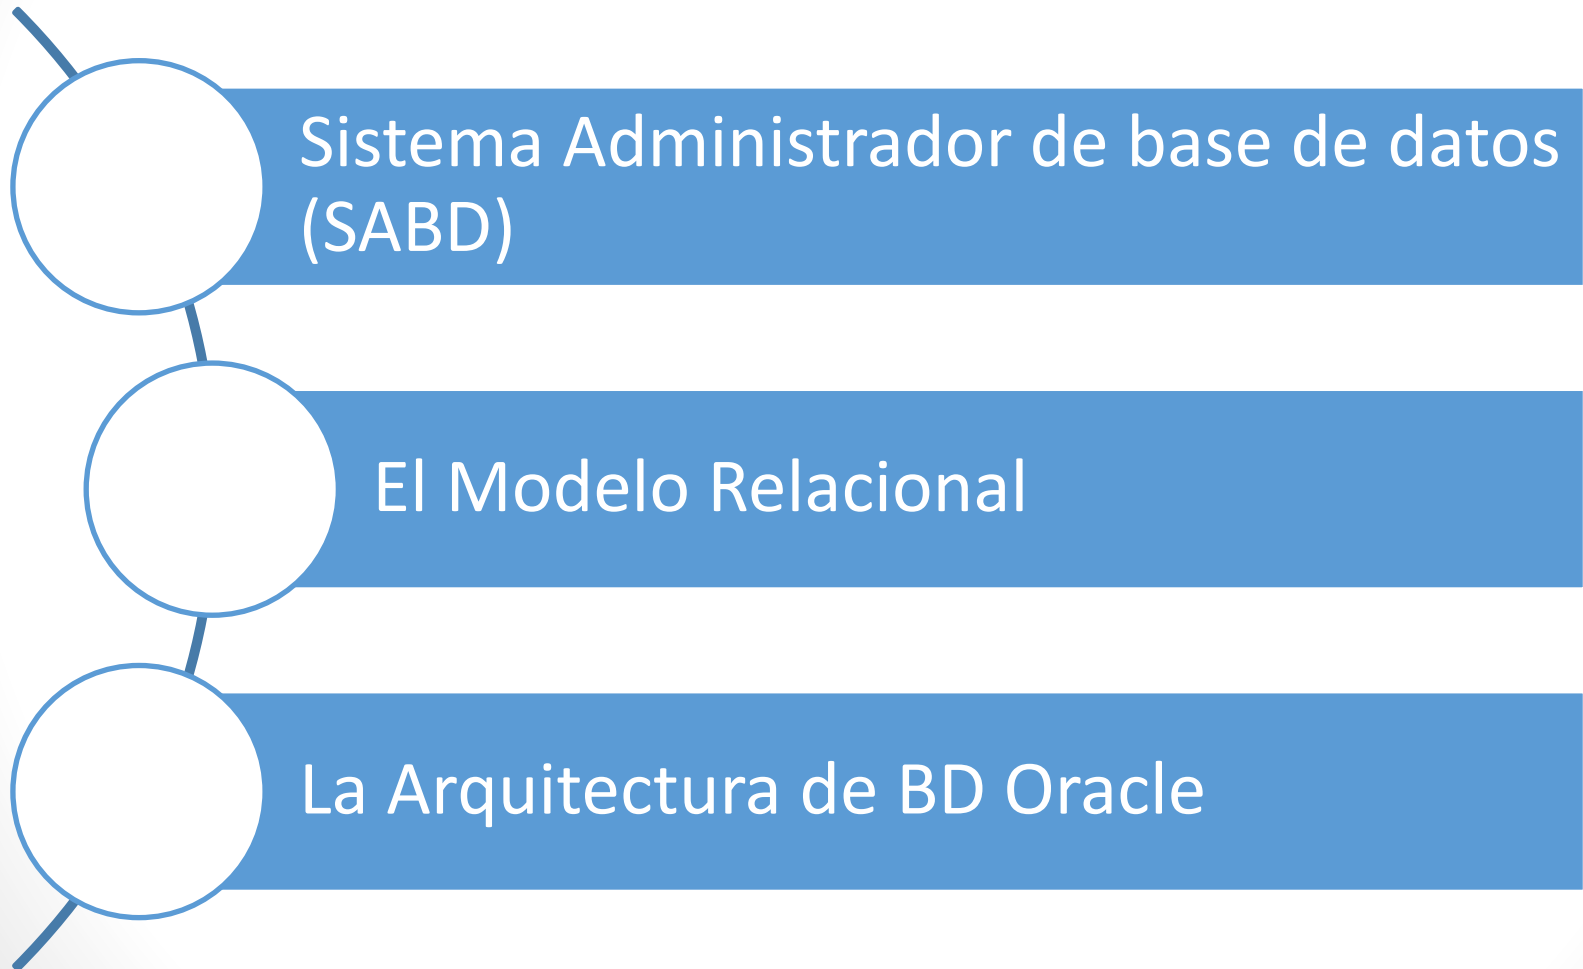 Sistema Administrador de base de datos
(SABD)
El Modelo Relacional
La Arquitectura de BD Oracle